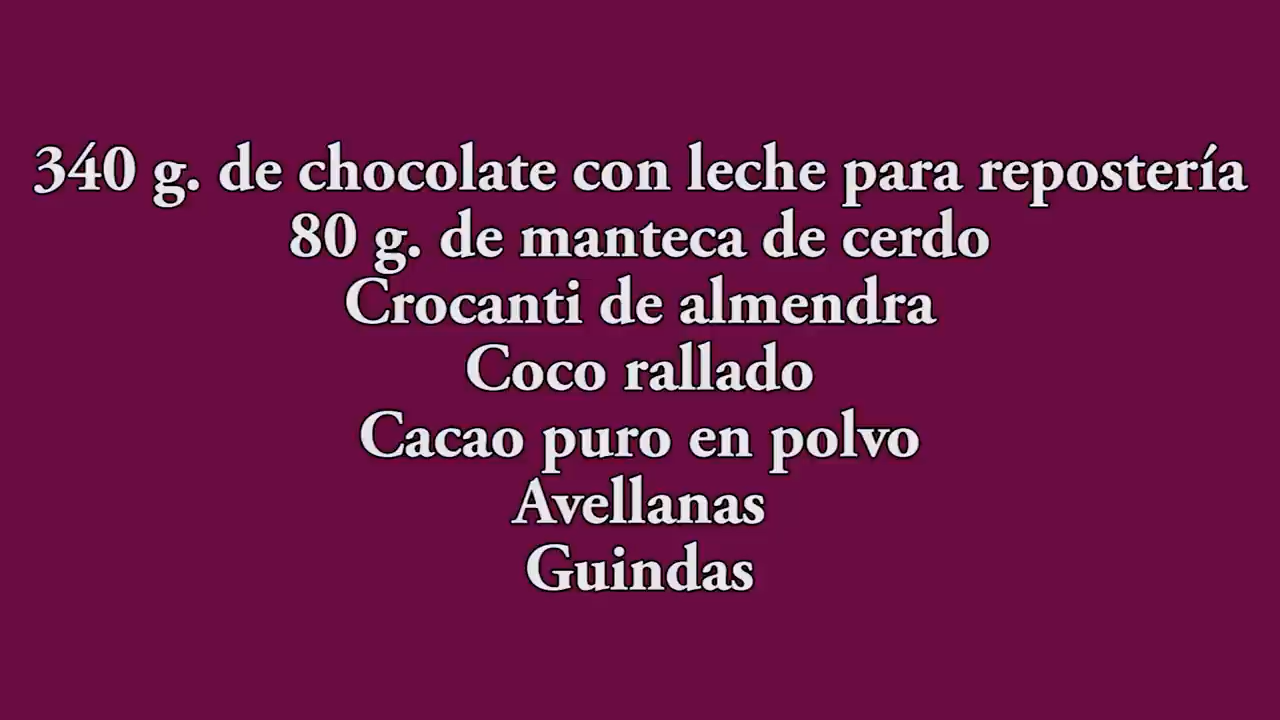 340 g. de chocolate con leche para repostería
80 g. de manteca de cerdo
Crocanti de almendra
Coco rallado
Cacao puro en polvo
Avellanas
Guindas